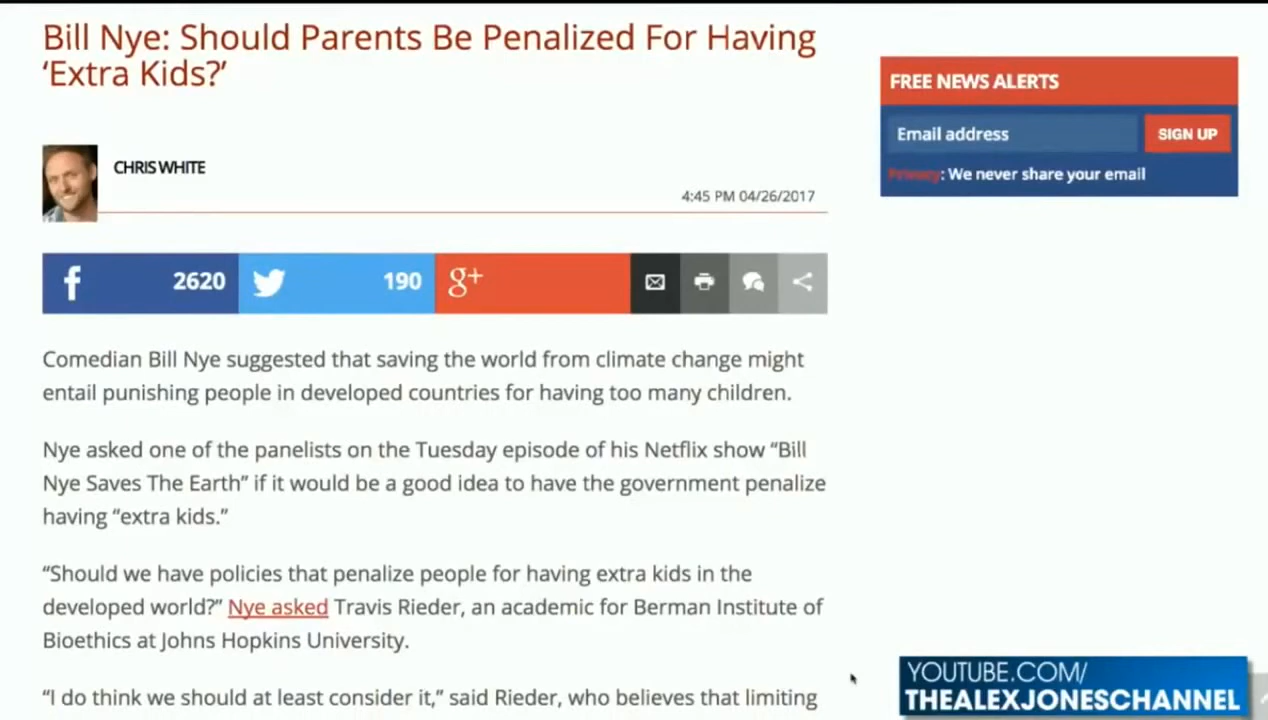 Bill Nye: Should Parents Be Penalized For Having
‘Extra Kids?’
CHRIS WHITE
4:45 PM 04/26/2017
FREE NEWS ALERTS
Email address
SIGN UP
Privacy: We never share your email
f 2620
190
g+
Comedian Bill Nye suggested that saving the world from climate change might
entail punishing people in developed countries for having too many children.
Nye asked one of the panelists on the Tuesday episode of his Netflix show “Bill
Nye Saves The Earth” if it would be a good idea to have the government penalize
having “extra kids.”
“Should we have policies that penalize people for having extra kids in the
developed world?” Nye asked Travis Rieder, an academic for Berman Institute of
Bioethics at Johns Hopkins University.
“I do think we should at least consider it,” said Rieder, who believes that limiting
YOUTUBE.COM/
THEALEXJONESCHANNEL